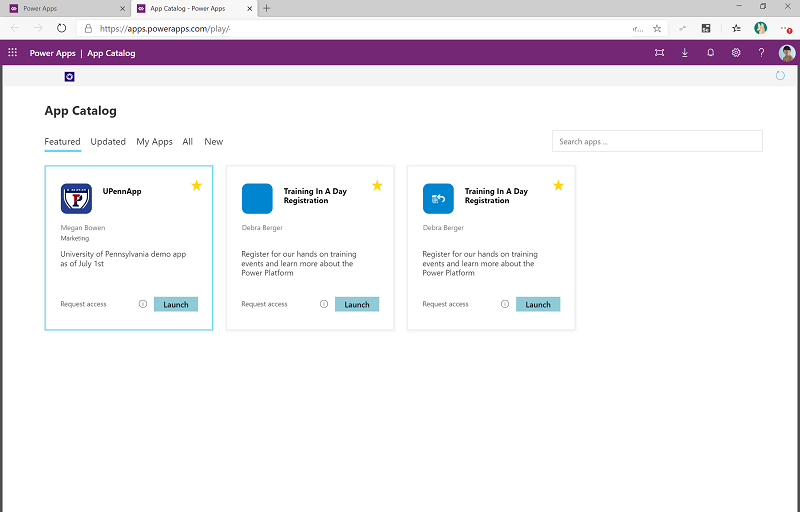 Power Apps
App Catalog - Power Apps
https://apps.powerapps.com/play/
Power Apps | App Catalog
App Catalog
Featured Updated My Apps All New
Search apps ...
UPennApp
Megan Bowen
Marketing
University of Pennsylvania demo app
as of July 1st
Request access
Launch
Training In A Day
Registration
Debra Berger
Register for our hands on training
events and learn more about the
Power Platform
Request access
Launch
Training In A Day
Registration
Debra Berger
Register for our hands on training
events and learn more about the
Power Platform
Request access
Launch